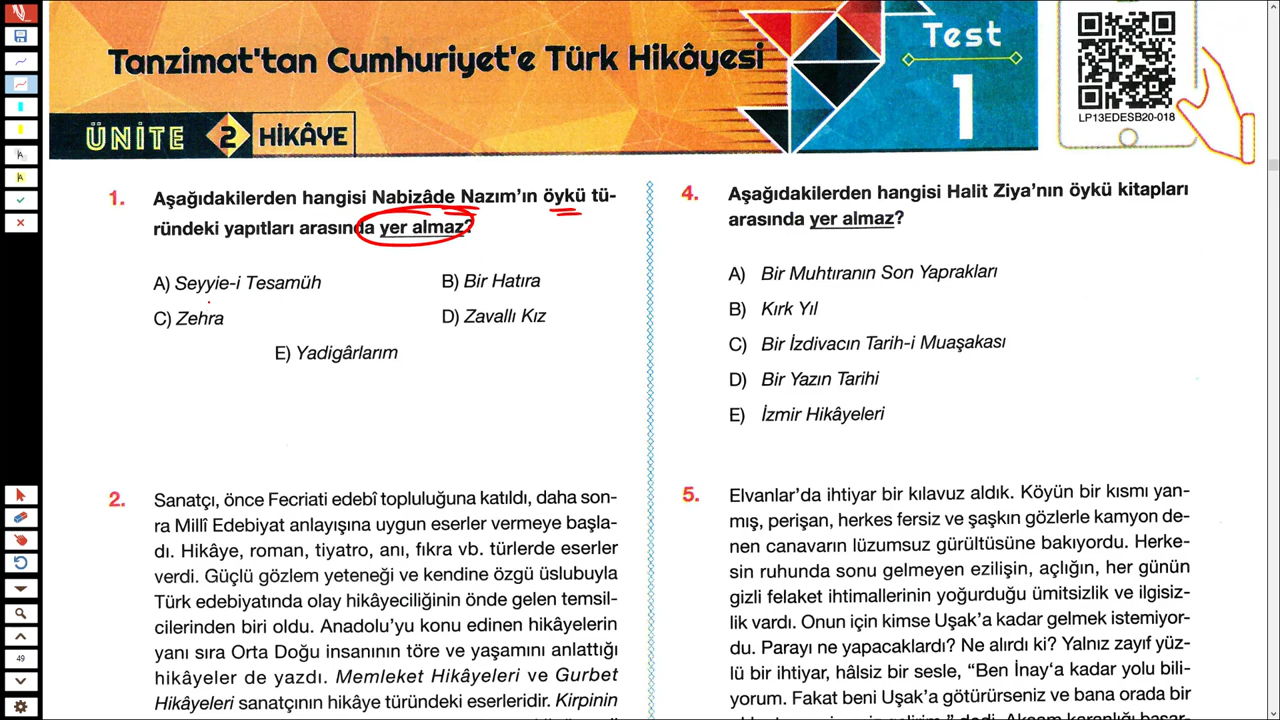 Tanzimat'tan Cumhuriyet'e Türk Hikâyesi
Test
1
ÜNİTE 2 HİKÂYE
LP13EDESB20-018
1. Aşağıdakilerden hangisi Nabizâde Nazım'ın öykü tü-
ründeki yapıtları arasında yer almaz?
A) Seyyie-i Tesamüh
B) Bir Hatıra
C) Zehra
D) Zavallı Kız
E) Yadigârlarım
2. Sanatçı, önce Fecriati edebî topluluğuna katıldı, daha son-
ra Millî Edebiyat anlayışına uygun eserler vermeye başla-
dı. Hikâye, roman, tiyatro, anı, fıkra vb. türlerde eserler
verdi. Güçlü gözlem yeteneği ve kendine özgü üslubuyla
Türk edebiyatında olay hikâyeciliğinin önde gelen temsil-
cilerinden biri oldu. Anadolu'yu konu edinen hikâyelerin
yanı sıra Orta Doğu insanının töre ve yaşamını anlattığı
hikâyeler de yazdı. Memleket Hikâyeleri ve Gurbet
Hikâyeleri sanatçının hikâye türündeki eserleridir. Kirpinin
4. Aşağıdakilerden hangisi Halit Ziya'nın öykü kitapları
arasında yer almaz?
A) Bir Muhtıranın Son Yaprakları
B) Kırk Yıl
C) Bir İzdivacın Tarih-i Muaşakası
D) Bir Yazın Tarihi
E) İzmir Hikâyeleri
5. Elvanlar'da ihtiyar bir kılavuz aldık. Köyün bir kısmı yan-
mış, perişan, herkes fersiz ve şaşkın gözlerle kamyon de-
nen canavarın lüzumsuz gürültüsüne bakıyordu. Herke-
sin ruhunda sonu gelmeyen ezilişin, açlığın, her günün
gizli felaket ihtimallerinin yoğurduğu ümitsizlik ve ilgisiz-
lik vardı. Onun için kimse Uşak'a kadar gelmek istemiyor-
du. Parayı ne yapacaklardı? Ne alırdı ki? Yalnız zayıf yüz-
lü bir ihtiyar, hâlsiz bir sesle, “Ben İnay'a kadar yolu bili-
yorum. Fakat beni Uşak'a götürürseniz ve bana orada bir
49